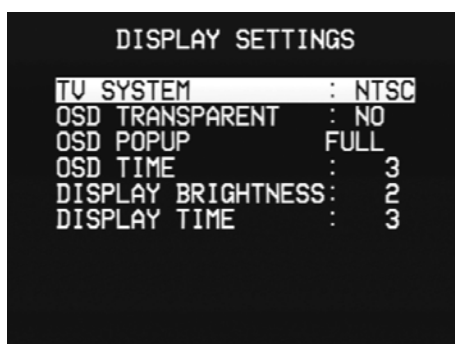 DISPLAY SETTINGS
TV SYSTEM : NTSC
OSD TRANSPARENT : NO
OSD POPUP FULL
OSD TIME : 3
DISPLAY BRIGHTNESS: 2
DISPLAY TIME : 3